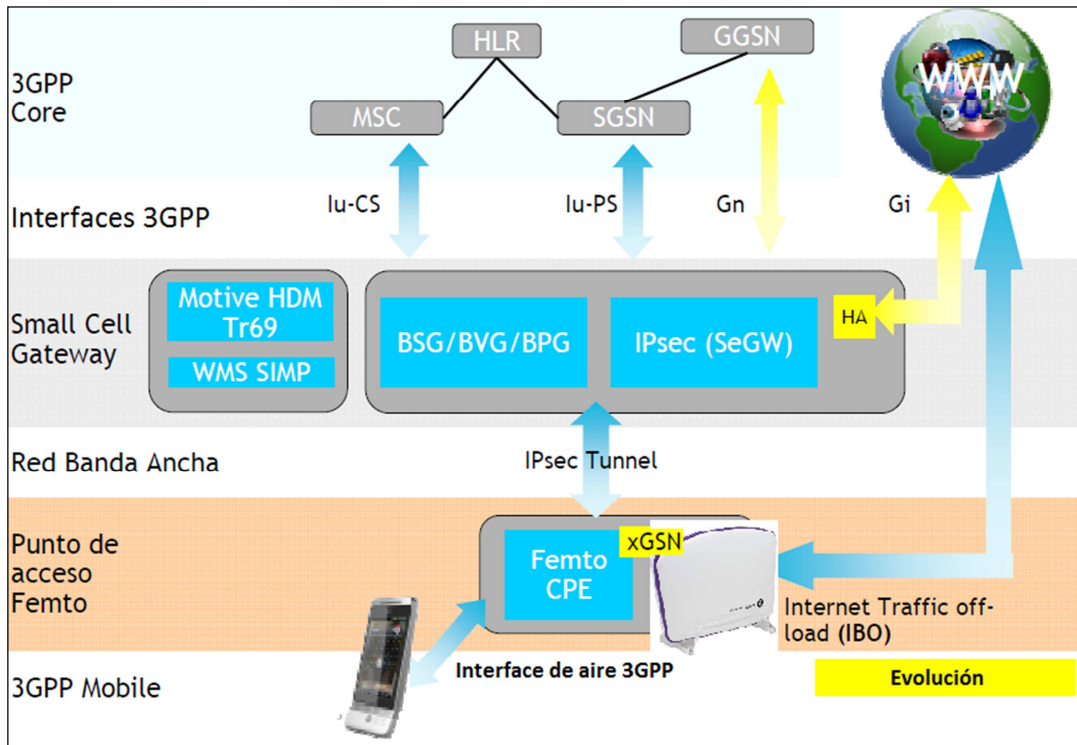 HLR
GGSN
WWW
3GPP
Core
MSC
SGSN
Iu-CS
Iu-PS
Gn
Gi
Interfaces 3GPP
Motive HDM
Tr69
WMS SIMP
Small Cell
Gateway
BSG/BVG/BPG
IPsec (SeGW)
HA
Red Banda Ancha
IPsec Tunnel
Punto de
acceso
Femto
Femto
CPE
xGSN
Internet Traffic off-
load (IBO)
Interface de aire 3GPP
3GPP Mobile
Evolución